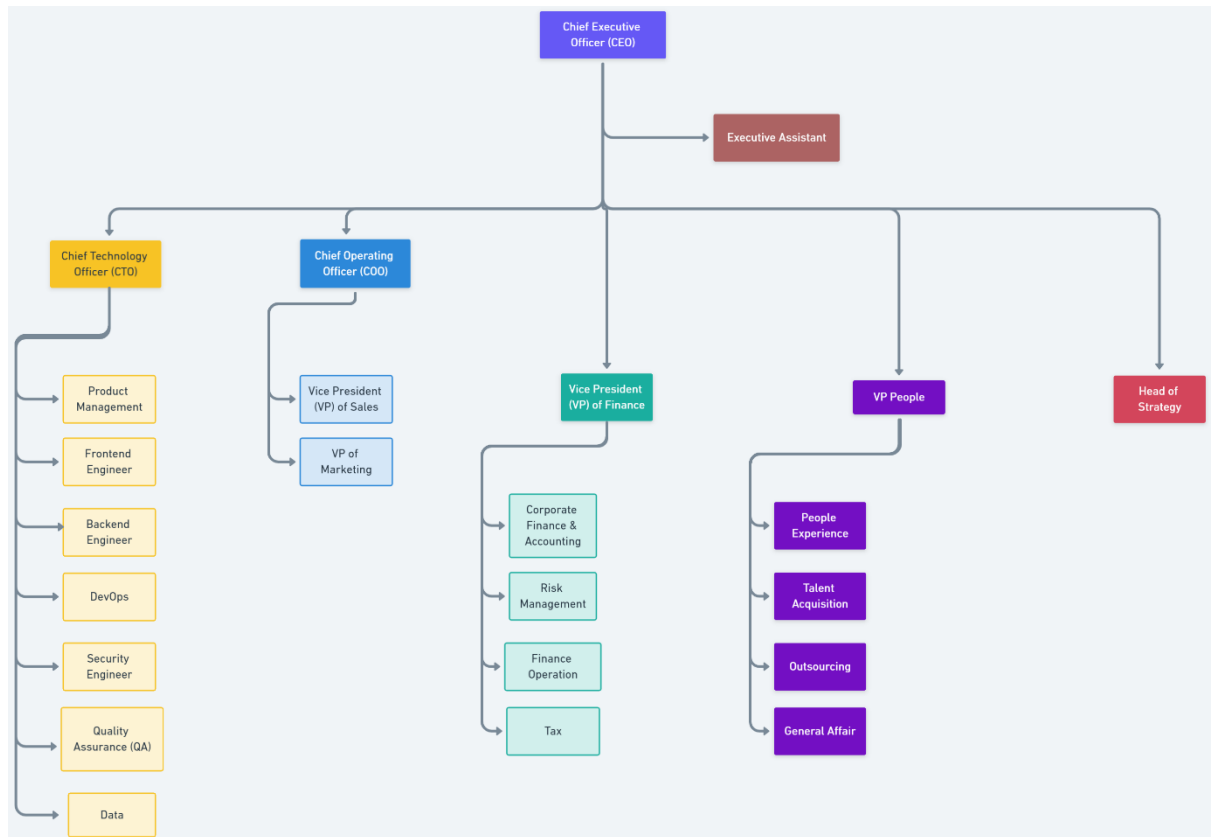 Chief Executive
Officer (CEO)
Executive Assistant
Chief Technology
Officer (CTO)
Chief Operating
Officer (COO)
Product
Management
Frontend
Engineer
Backend
Engineer
DevOps
Security
Engineer
Quality
Assurance (QA)
Data
Vice President
(VP) of Sales
VP of
Marketing
Vice President
(VP) of Finance
Corporate
Finance &
Accounting
Risk
Management
Finance
Operation
Tax
VP People
People
Experience
Talent
Acquisition
Outsourcing
General Affair
Head of
Strategy